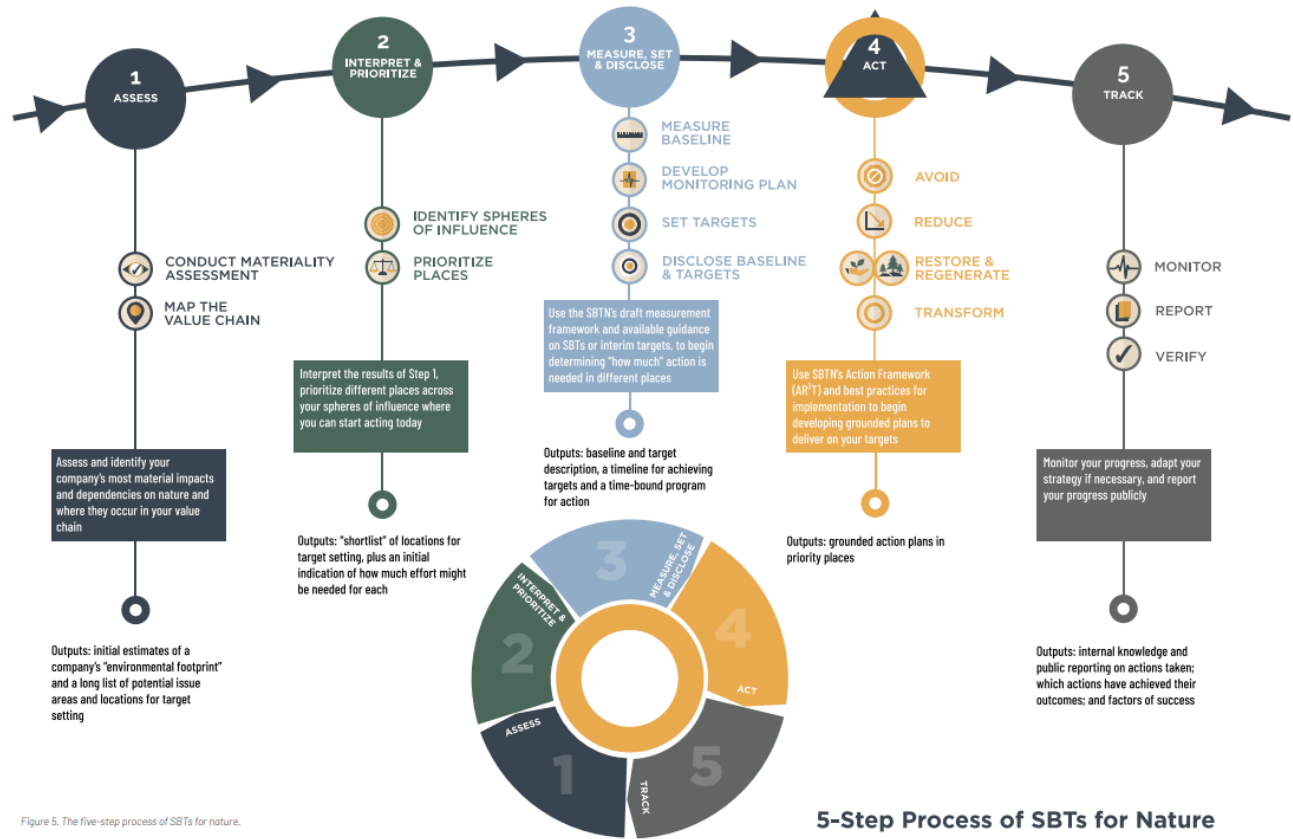 1
ASSESS
CONDUCT MATERIALITY
ASSESSMENT
MAP THE
VALUE CHAIN
Assess and identify your
company's most material impacts
and dependencies on nature and
where they occur in your value
chain
Outputs: initial estimates of a
company's "environmental footprint"
and a long list of potential issue
areas and locations for target
setting
2
INTERPRET &
PRIORITIZE
IDENTIFY SPHERES
OF INFLUENCE
PRIORITIZE
PLACES
Interpret the results of Step 1,
prioritize different places across
your spheres of influence where
you can start acting today
Outputs: "shortlist" of locations for
target setting, plus an initial
indication of how much effort might
be needed for each
3
MEASURE, SET
& DISCLOSE
MEASURE
BASELINE
DEVELOP
MONITORING PLAN
SET TARGETS
DISCLOSE BASELINE
& TARGETS
Use the SBTN's draft measurement
framework and available guidance
on SBTs or interim targets, to begin
determining "how much" action is
needed in different places
Outputs: baseline and target
description, a timeline for achieving
targets and a time-bound program
for action
4
ACT
AVOID
REDUCE
RESTORE &
REGENERATE
TRANSFORM
Use SBTN's Action Framework
(AR³T) and best practices for
implementation to begin
developing grounded plans to
deliver on your targets
Outputs: grounded action plans in
priority places
5
TRACK
MONITOR
REPORT
VERIFY
Monitor your progress, adapt your
strategy if necessary, and report
your progress publicly
Outputs: internal knowledge and
public reporting on actions taken;
which actions have achieved their
outcomes; and factors of success
1
ASSESS
2
INTERPRET &
PRIORITIZE
3
MEASURE, SET
& DISCLOSE
4
ACT
5
TRACK
Figure 5. The five-step process of SBTs for nature.
5-Step Process of SBTs for Nature